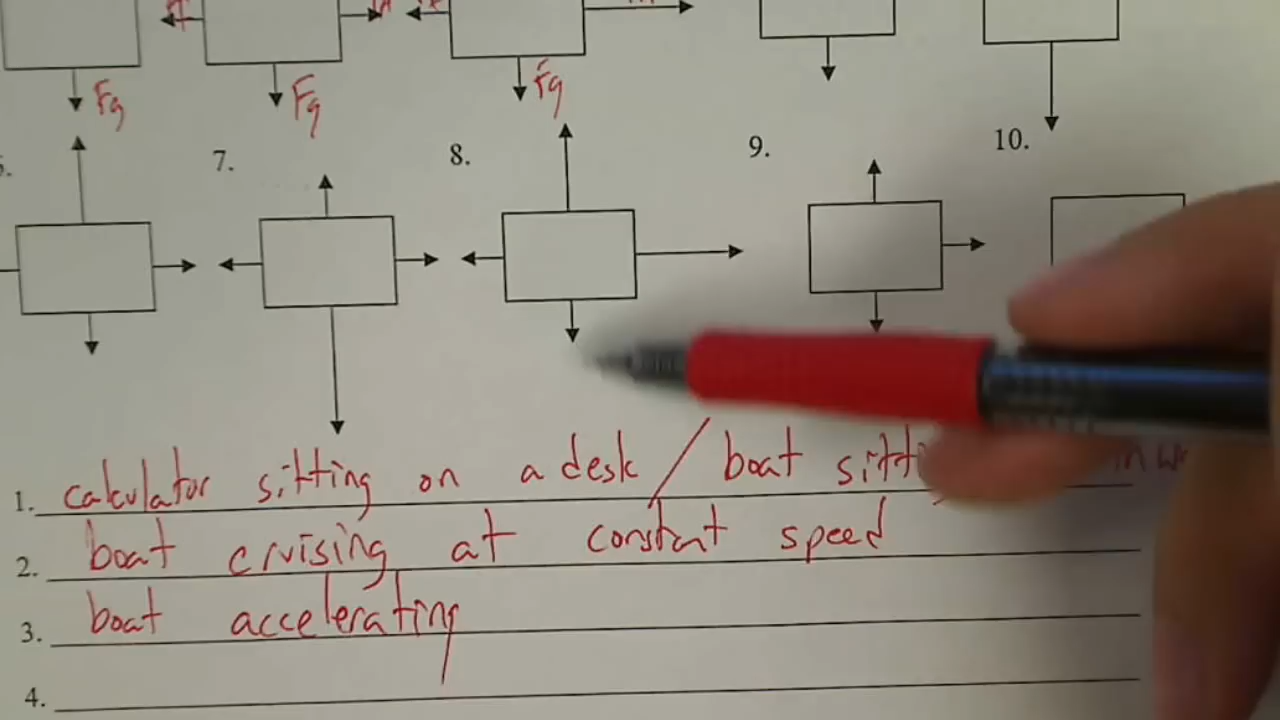 Fg Fg Fg
7. 8. 9. 10.
1. calculator sitting on a desk / boat
2. boat cruising at constant speed
3. boat accelerating
4.